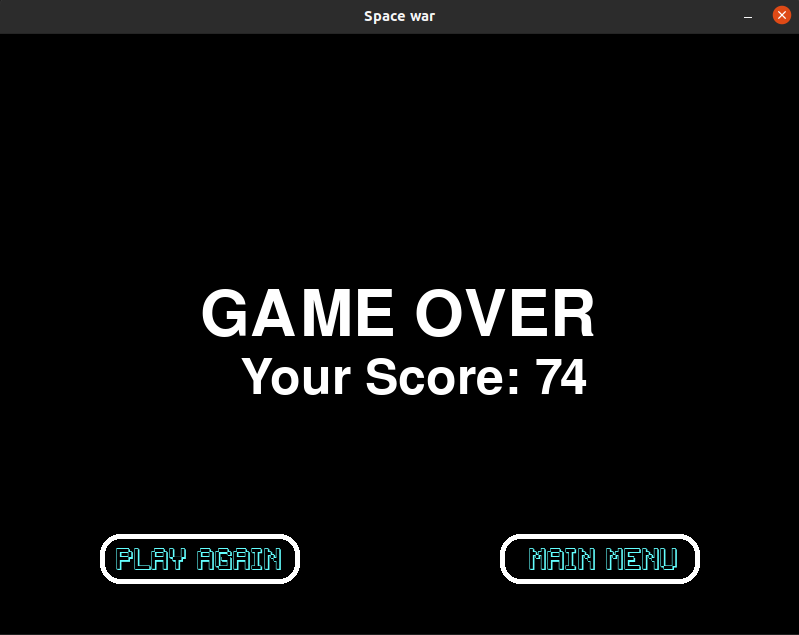 Space war
GAME OVER
Your Score: 74
PLAY AGAIN
MAIN MENU